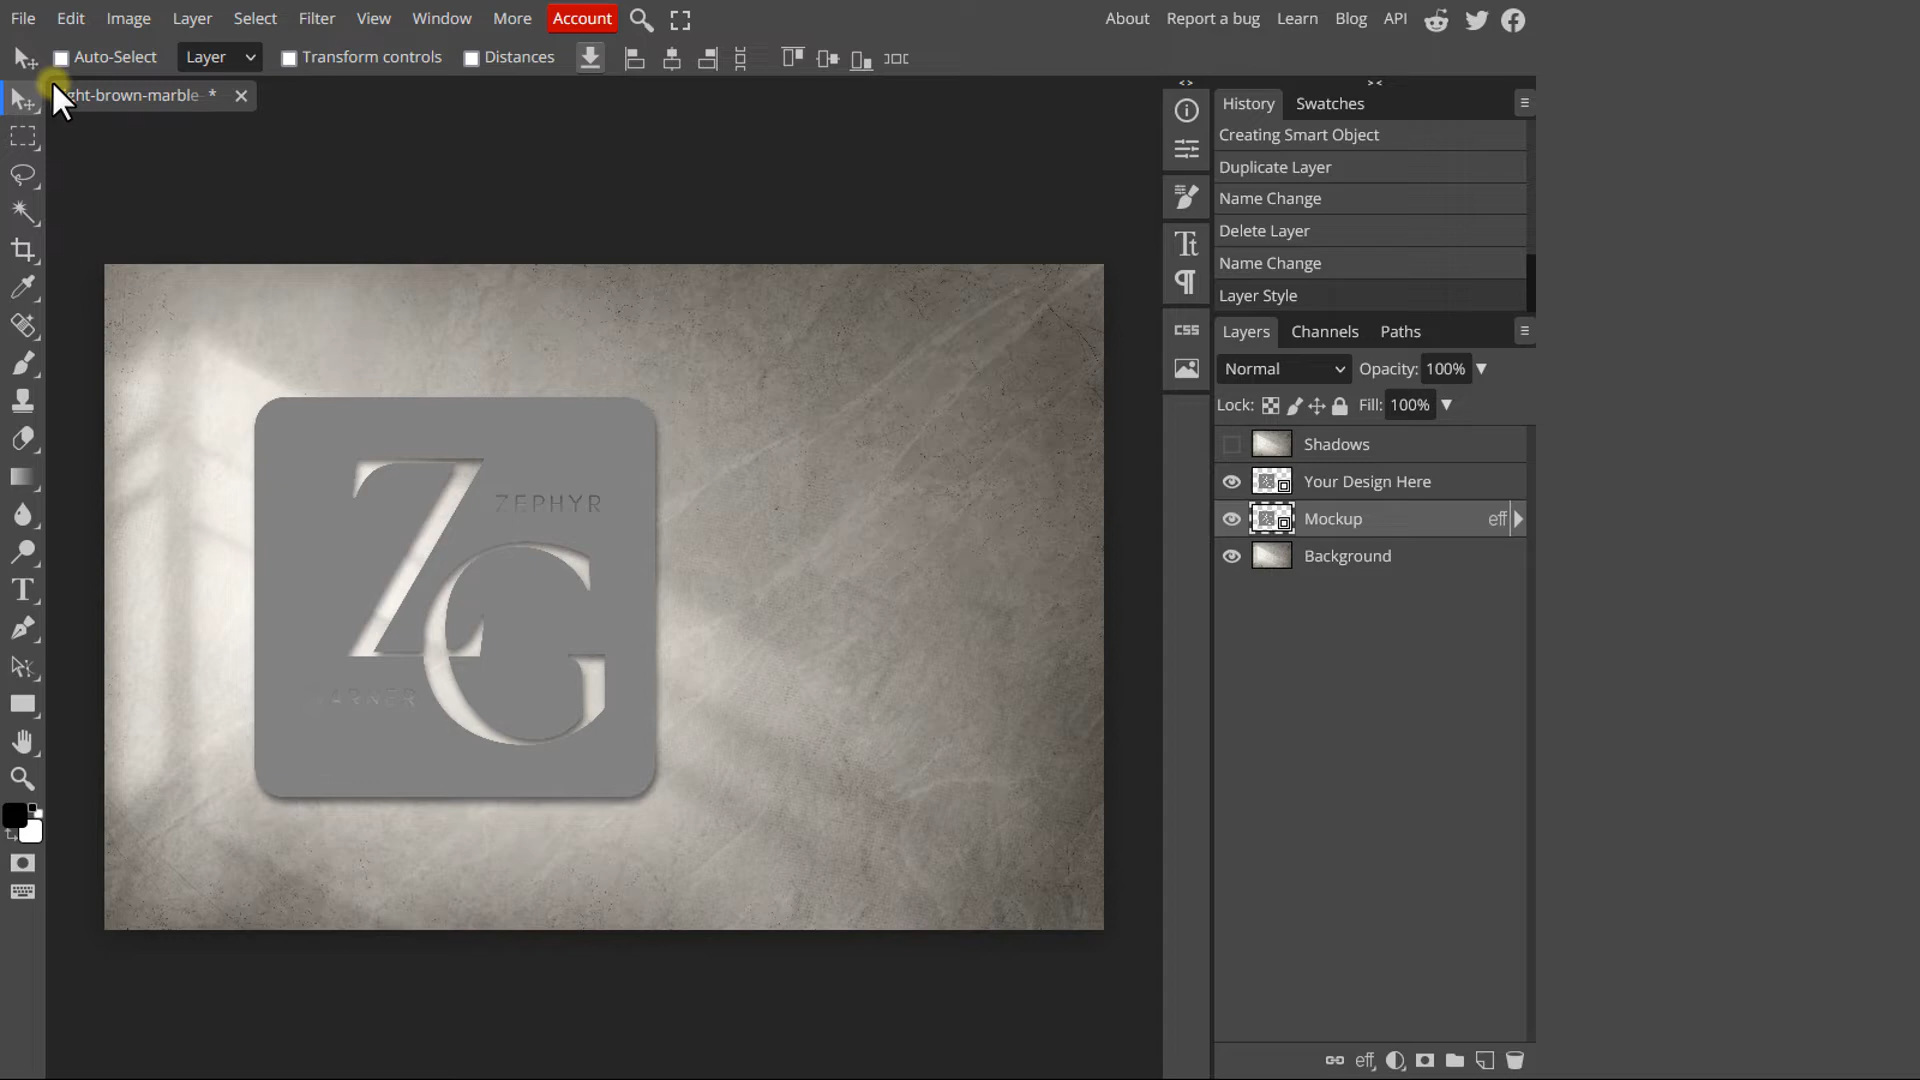 File Edit Image Layer Select Filter View Window More Account About Report a bug Learn Blog API
Auto-Select Layer Transform controls Distances
ght-brown-marble *
History Swatches
Creating Smart Object
Duplicate Layer
Name Change
Delete Layer
Name Change
Layer Style
Layers Channels Paths
Normal Opacity: 100%
Lock: Fill: 100%
Shadows
Your Design Here
Mockup eff
Background
CSS
eff
ZEPHYR
ZG
ARNER